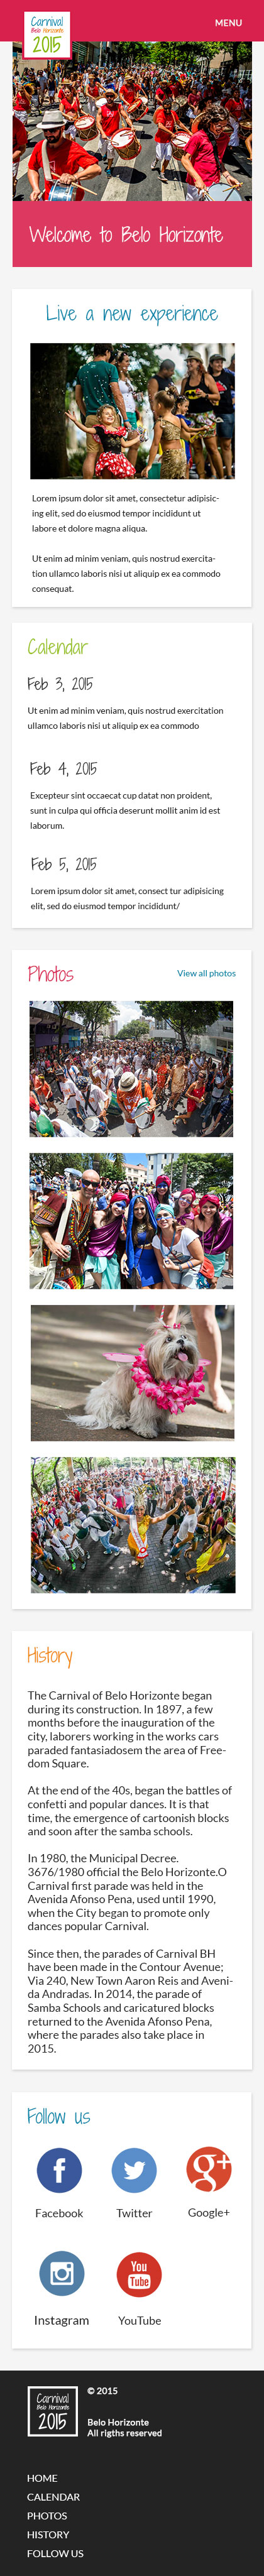 Carnival
Belo Horizonte
2015
MENU
Welcome to Belo Horizonte
Live a new experience
Lorem ipsum dolor sit amet, consectetur adipisic-
ing elit, sed do eiusmod tempor incididunt ut
labore et dolore magna aliqua.
Ut enim ad minim veniam, quis nostrud exercita-
tion ullamco laboris nisi ut aliquip ex ea commodo
consequat.
Calendar
Feb 3, 2015
Ut enim ad minim veniam, quis nostrud exercitation
ullamco laboris nisi ut aliquip ex ea commodo
Feb 4, 2015
Excepteur sint occaecat cup datat non proident,
sunt in culpa qui officia deserunt mollit anim id est
laborum.
Feb 5, 2015
Lorem ipsum dolor sit amet, consect tur adipisicing
elit, sed do eiusmod tempor incididunt/
Photos
View all photos
History
The Carnival of Belo Horizonte began
during its construction. In 1897, a few
months before the inauguration of the
city, laborers working in the works cars
paraded fantasiadosem the area of Free-
dom Square.
At the end of the 40s, began the battles of
confetti and popular dances. It is that
time, the emergence of cartoonish blocks
and soon after the samba schools.
In 1980, the Municipal Decree.
3676/1980 official the Belo Horizonte.O
Carnival first parade was held in the
Avenida Afonso Pena, used until 1990,
when the City began to promote only
dances popular Carnival.
Since then, the parades of Carnival BH
have been made in the Contour Avenue;
Via 240, New Town Aaron Reis and Aveni-
da Andradas. In 2014, the parade of
Samba Schools and caricatured blocks
returned to the Avenida Afonso Pena,
where the parades also take place in
2015.
Follow us
f
g+
Facebook
Twitter
Google+
You
Tube
Instagram
YouTube
Carnival
Belo Horizonte
2015
© 2015
Belo Horizonte
All rigths reserved
HOME
CALENDAR
PHOTOS
HISTORY
FOLLOW US